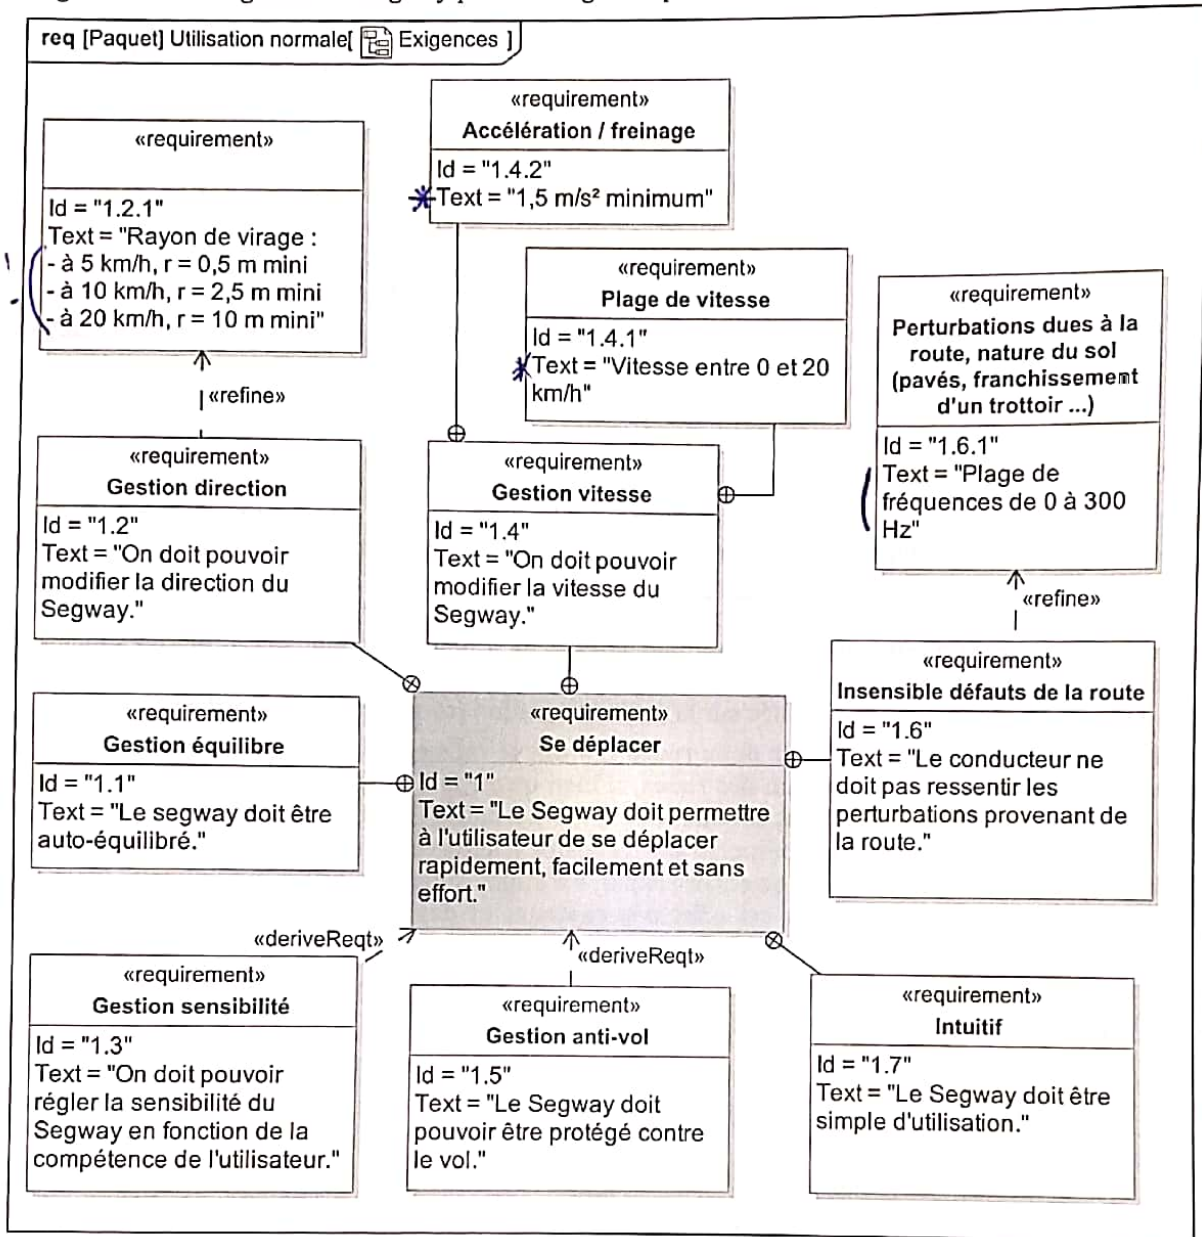 req [Paquet] Utilisation normale[ Exigences ]
«requirement»
Accélération / freinage
Id = "1.4.2"
Text = "1,5 m/s² minimum"
«requirement»
Id = "1.2.1"
Text = "Rayon de virage :
- à 5 km/h, r = 0,5 m mini
- à 10 km/h, r = 2,5 m mini
- à 20 km/h, r = 10 m mini"
«requirement»
Plage de vitesse
Id = "1.4.1"
Text = "Vitesse entre 0 et 20
km/h"
«requirement»
Perturbations dues à la
route, nature du sol
(pavés, franchissement
d'un trottoir ...)
Id = "1.6.1"
Text = "Plage de
fréquences de 0 à 300
Hz"
«refine»
«requirement»
Gestion direction
Id = "1.2"
Text = "On doit pouvoir
modifier la direction du
Segway."
«requirement»
Gestion vitesse
Id = "1.4"
Text = "On doit pouvoir
modifier la vitesse du
Segway."
«refine»
«requirement»
Insensible défauts de la route
Id = "1.6"
Text = "Le conducteur ne
doit pas ressentir les
perturbations provenant de
la route."
«requirement»
Gestion équilibre
Id = "1.1"
Text = "Le segway doit être
auto-équilibré."
«requirement»
Se déplacer
Id = "1"
Text = "Le Segway doit permettre
à l'utilisateur de se déplacer
rapidement, facilement et sans
effort."
«deriveReqt»
«deriveReqt»
«requirement»
Gestion sensibilité
Id = "1.3"
Text = "On doit pouvoir
régler la sensibilité du
Segway en fonction de la
compétence de l'utilisateur."
«requirement»
Gestion anti-vol
Id = "1.5"
Text = "Le Segway doit
pouvoir être protégé contre
le vol."
«requirement»
Intuitif
Id = "1.7"
Text = "Le Segway doit être
simple d'utilisation."